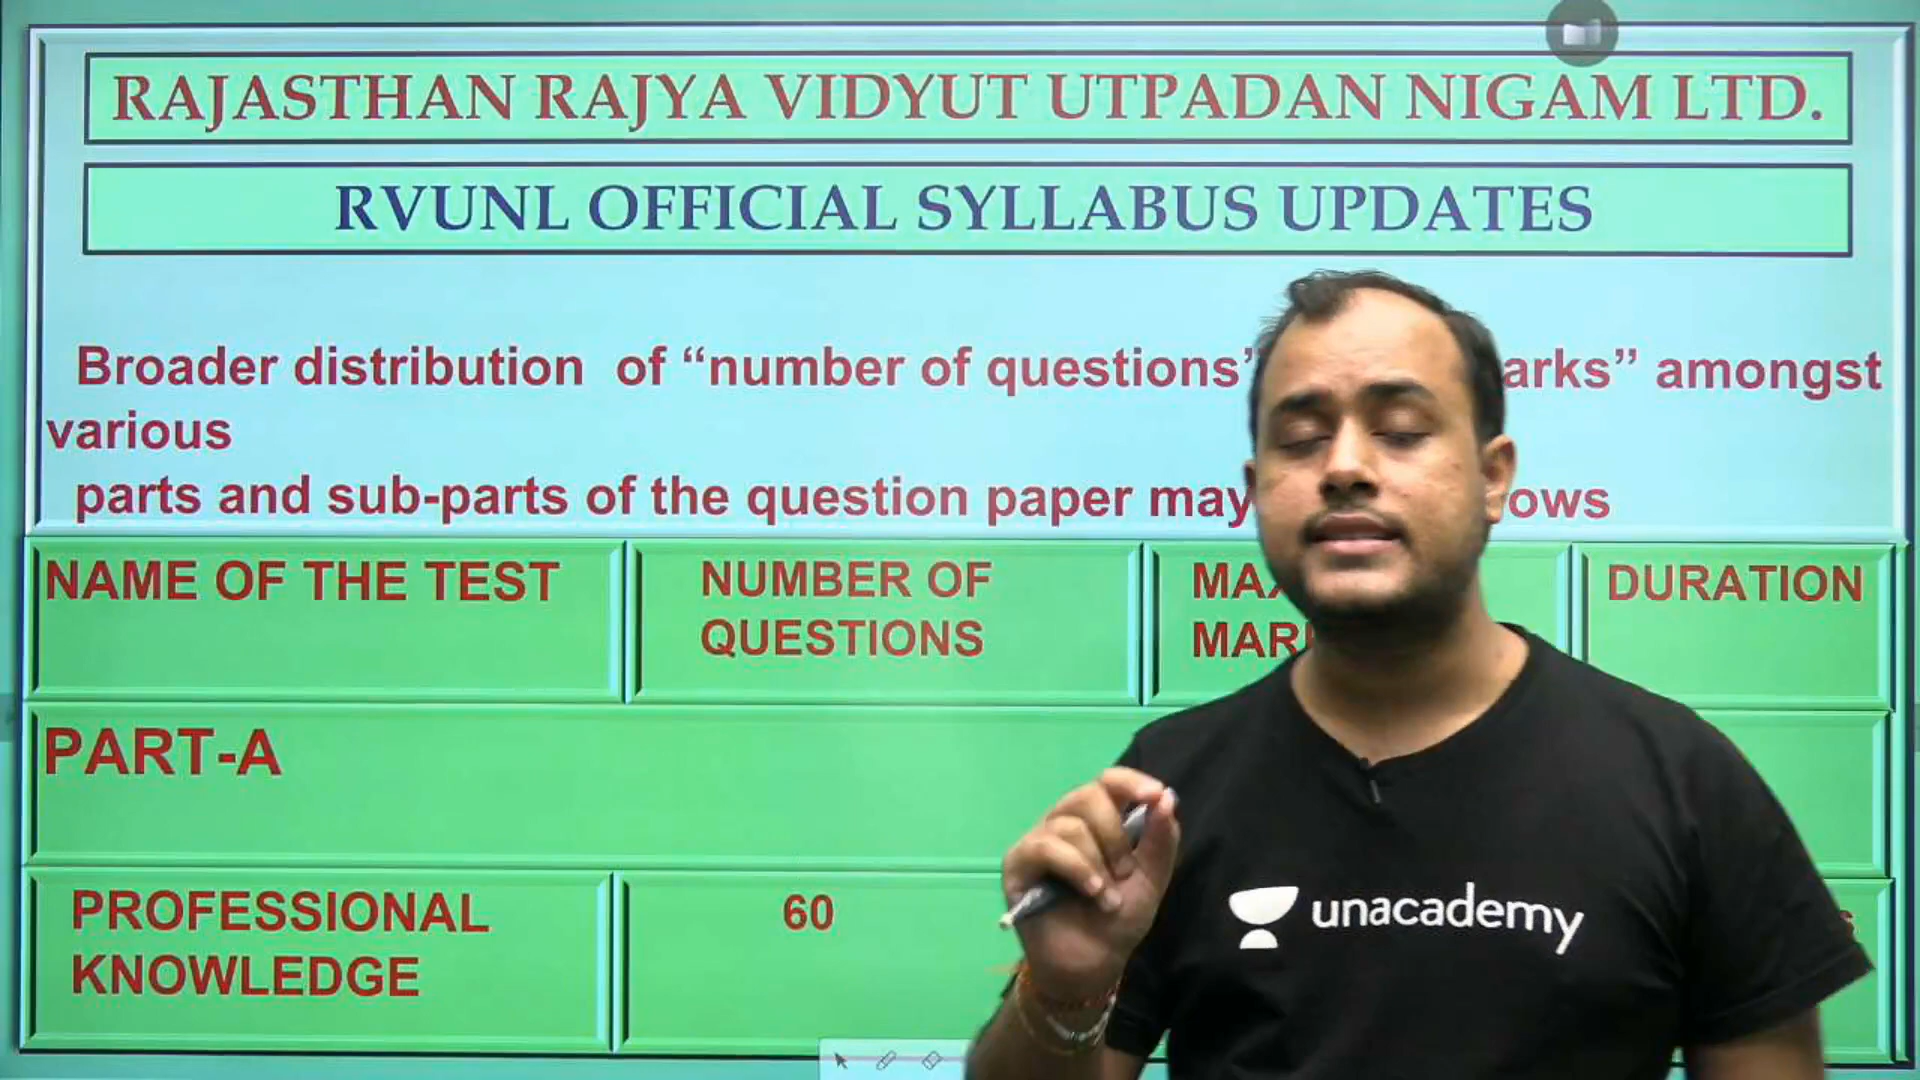 RAJASTHAN RAJYA VIDYUT UTPADAN NIGAM LTD.
RVUNL OFFICIAL SYLLABUS UPDATES
Broader distribution of “number of questions” arks” amongst
various
parts and sub-parts of the question paper may ows
NAME OF THE TEST
NUMBER OF
QUESTIONS
MAX
MAR
DURATION
PART-A
PROFESSIONAL
KNOWLEDGE
60
unacademy